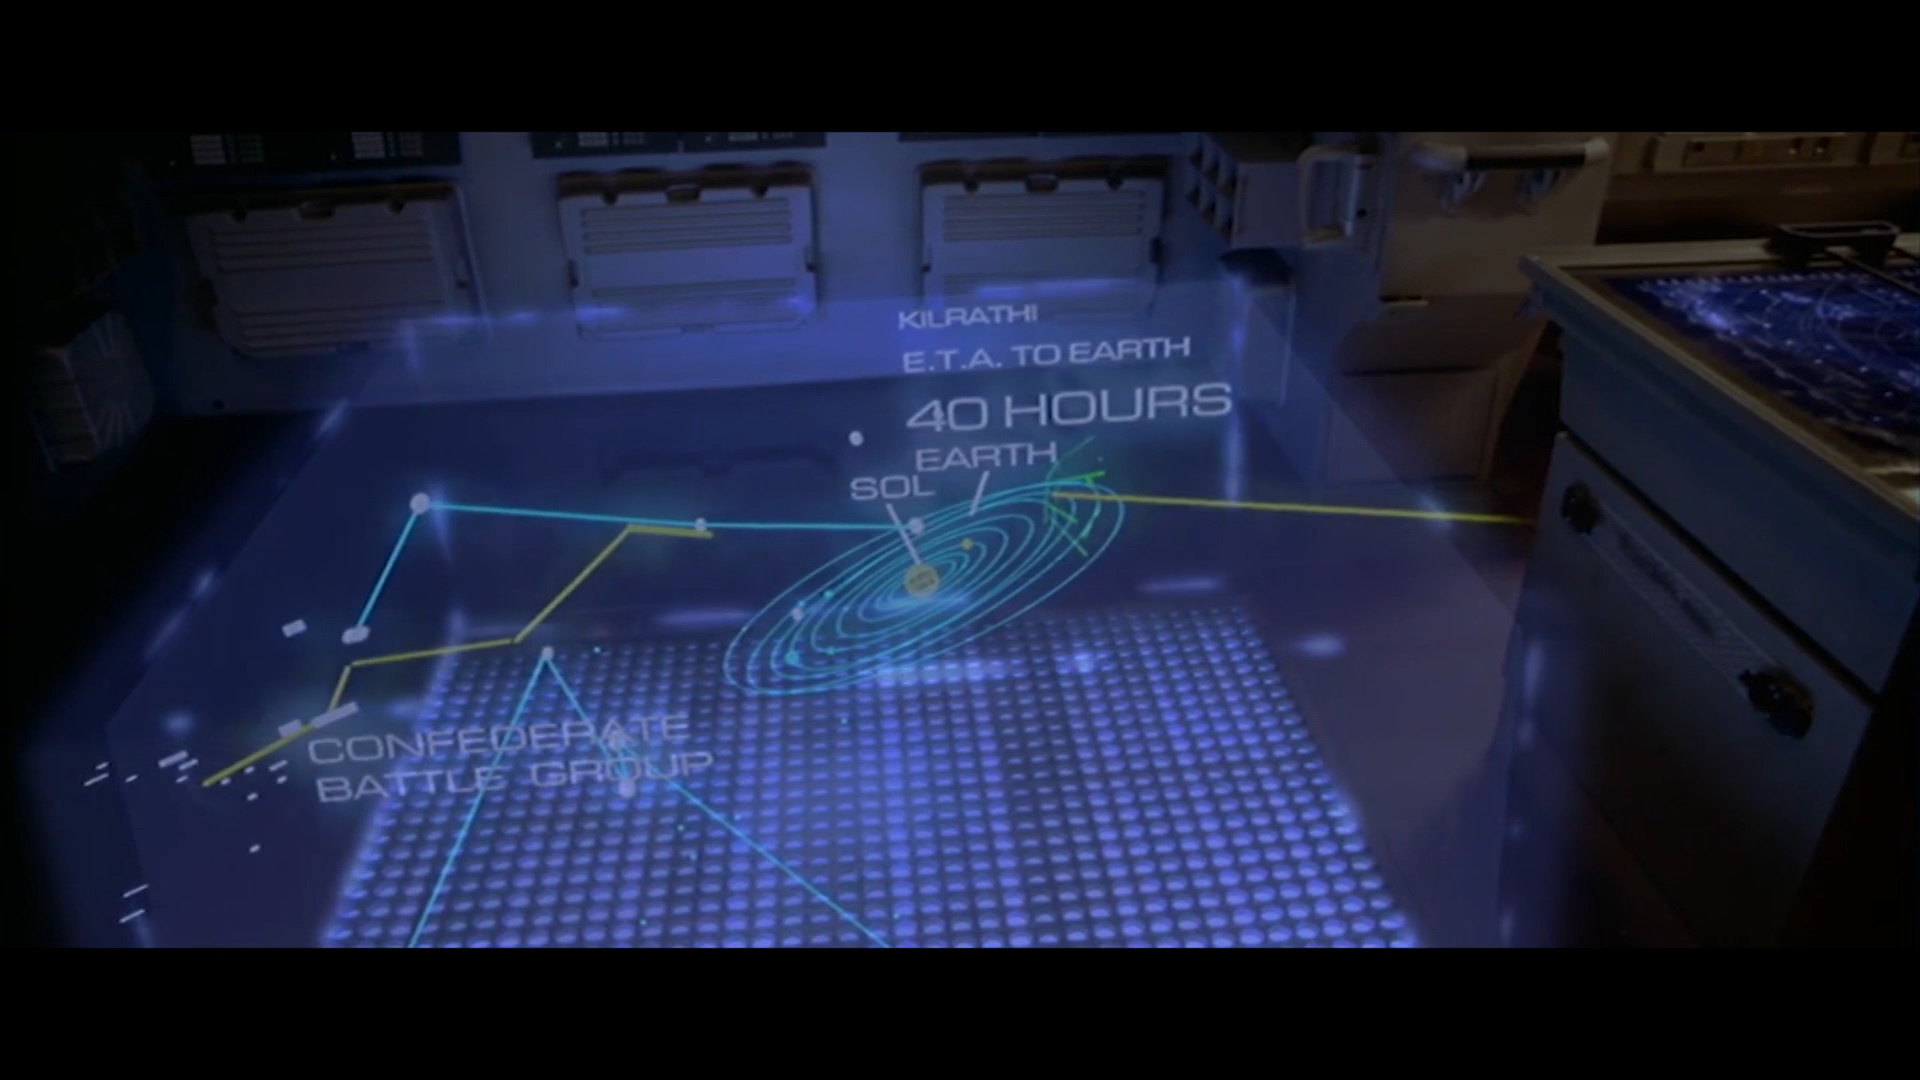 KILRATHI
E.T.A. TO EARTH
40 HOURS
EARTH
SOL
CONFEDERATE
BATTLE GROUP